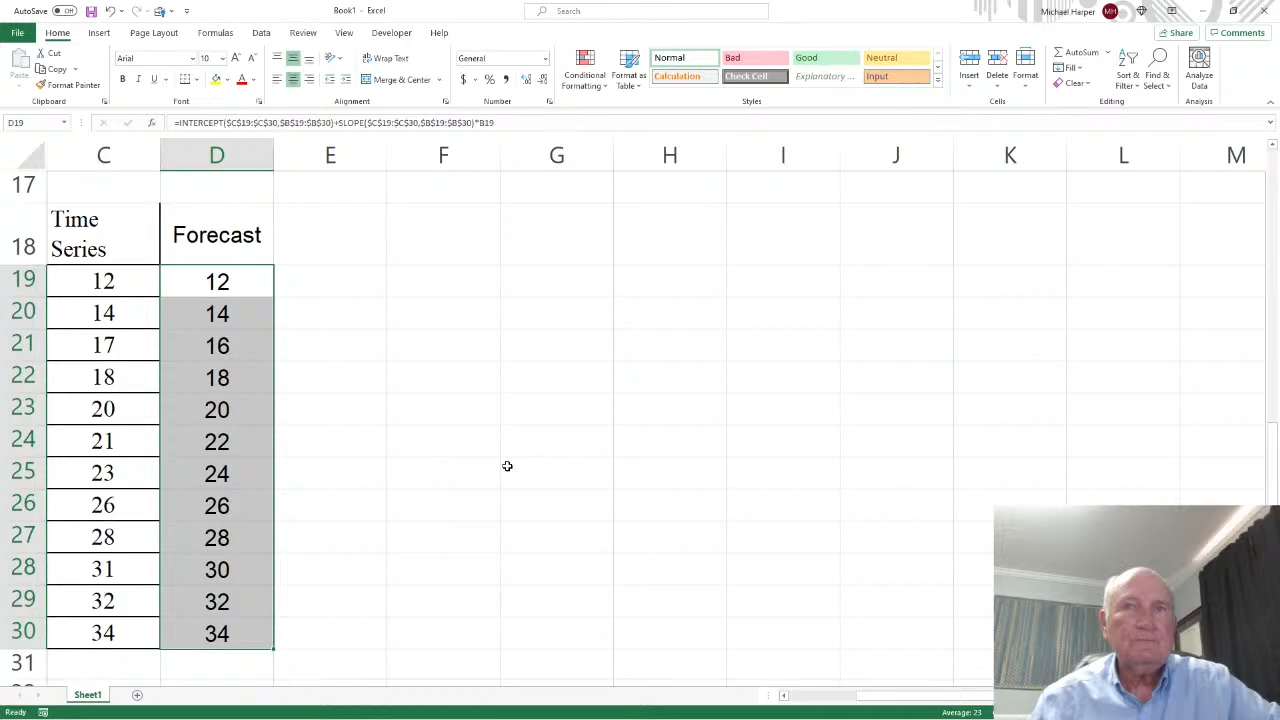 AutoSave Off Book1 - Excel Search Michael Harper MH
File Home Insert Page Layout Formulas Data Review View Developer Help Share Comments
Paste Cut Copy Format Painter Clipboard
Arial 10 B I U Font
Wrap Text Merge & Center Alignment
General $ % Number
Conditional Formatting Format as Table
Normal Bad Good Neutral
Calculation Check Cell Explanatory ... Input
Styles
Insert Delete Format Cells
AutoSum Fill Clear Sort & Filter Find & Select Editing
Analyze Data Analysis
D19 fx =INTERCEPT($C$19:$C$30,$B$19:$B$30)+SLOPE($C$19:$C$30,$B$19:$B$30)*B19
C D E F G H I J K L M
17
18 Time Series Forecast
19 12 12
20 14 14
21 17 16
22 18 18
23 20 20
24 21 22
25 23 24
26 26 26
27 28 28
28 31 30
29 32 32
30 34 34
31
Sheet1
Ready Average: 23